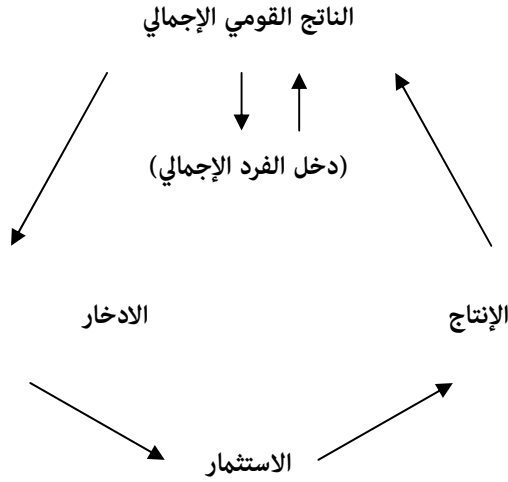 الناتج القومي الإجمالي
(دخل الفرد الإجمالي)
الإنتاج
الادخار
الاستثمار